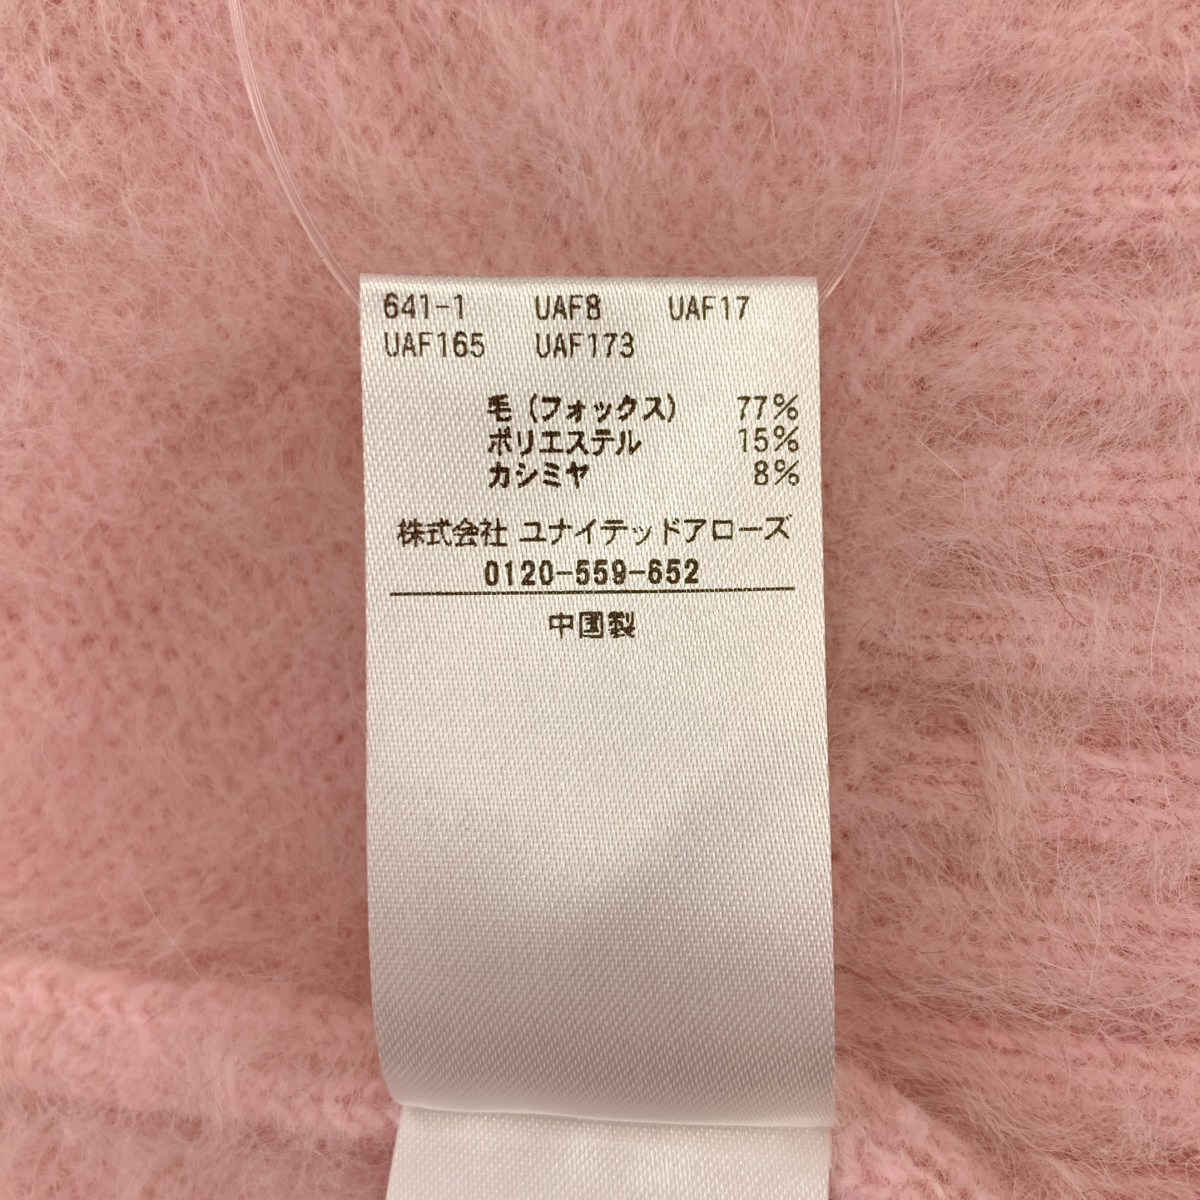 641-1 UAF8 UAF17
UAF165 UAF173
毛(フォックス) 77%
ポリエステル 15%
カシミヤ 8%
株式会社 ユナイテッドアローズ
0120-559-652
中国製